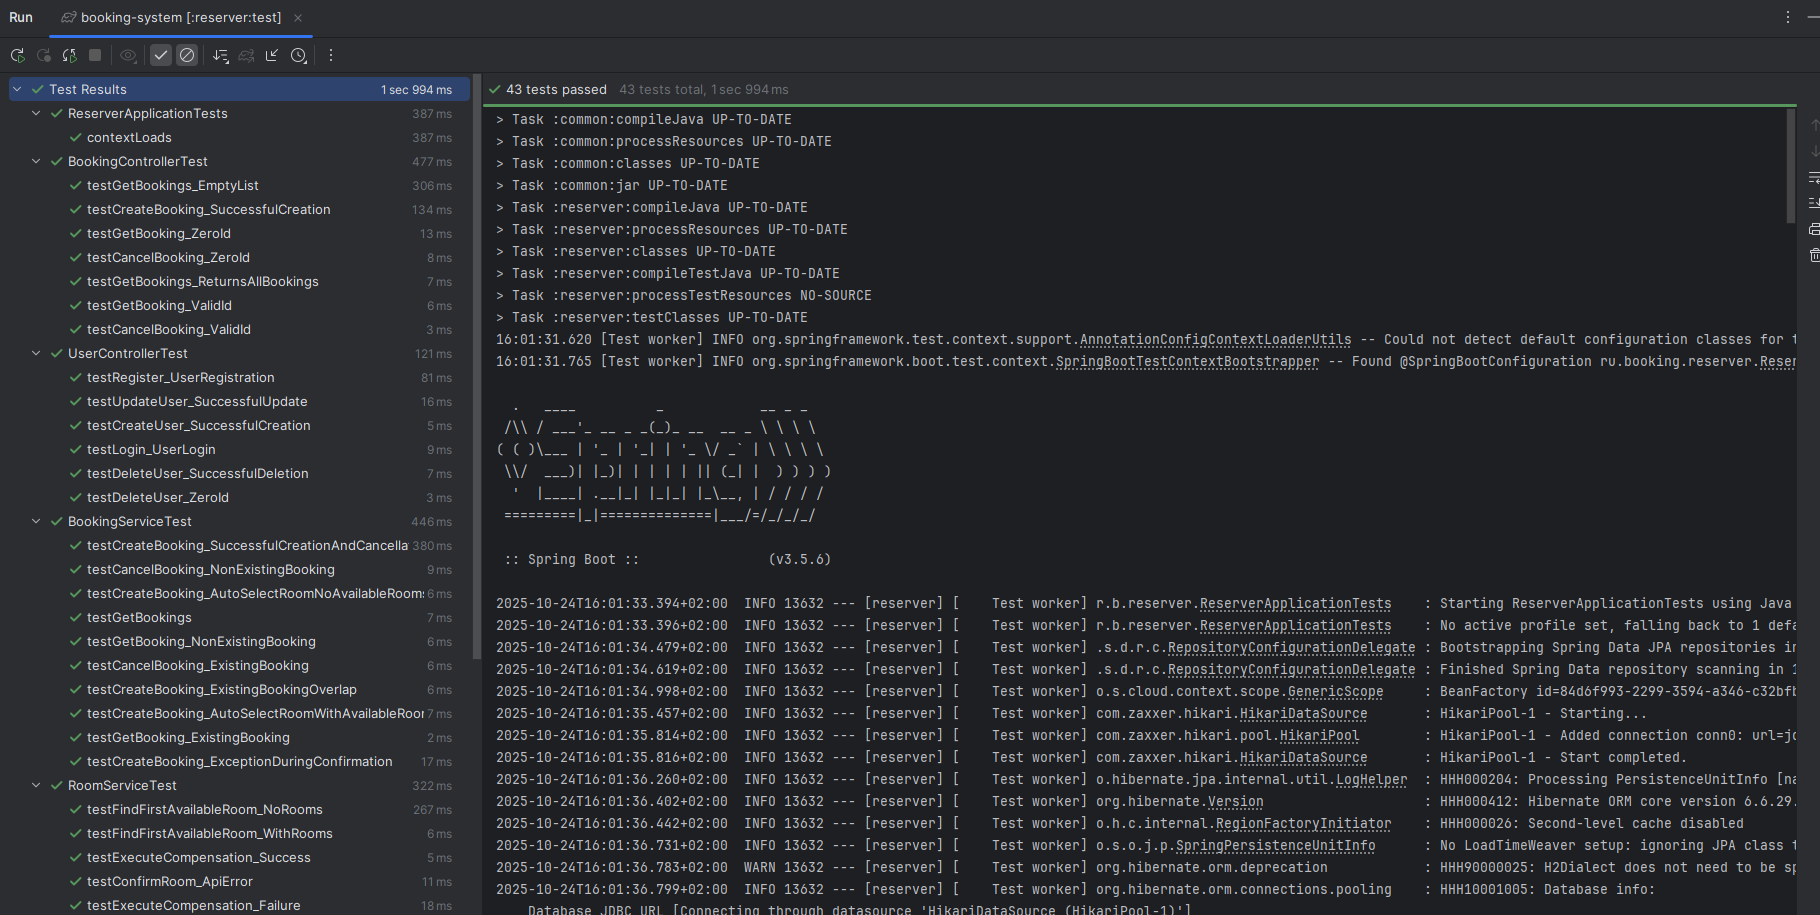 Run
booking-system [:reserver:test]
Test Results 1 sec 994 ms
ReserverApplicationTests 387 ms
contextLoads 387 ms
BookingControllerTest 477 ms
testGetBookings_EmptyList 306 ms
testCreateBooking_SuccessfulCreation 134 ms
testGetBooking_ZeroId 13 ms
testCancelBooking_ZeroId 8 ms
testGetBookings_ReturnsAllBookings 7 ms
testGetBooking_ValidId 6 ms
testCancelBooking_ValidId 3 ms
UserControllerTest 121 ms
testRegister_UserRegistration 81 ms
testUpdateUser_SuccessfulUpdate 16 ms
testCreateUser_SuccessfulCreation 5 ms
testLogin_UserLogin 9 ms
testDeleteUser_SuccessfulDeletion 7 ms
testDeleteUser_ZeroId 3 ms
BookingServiceTest 446 ms
testCreateBooking_SuccessfulCreationAndCancella 380 ms
testCancelBooking_NonExistingBooking 9 ms
testCreateBooking_AutoSelectRoomNoAvailableRoom 6 ms
testGetBookings 7 ms
testGetBooking_NonExistingBooking 6 ms
testCancelBooking_ExistingBooking 6 ms
testCreateBooking_ExistingBookingOverlap 6 ms
testCreateBooking_AutoSelectRoomWithAvailableRoo 7 ms
testGetBooking_ExistingBooking 2 ms
testCreateBooking_ExceptionDuringConfirmation 17 ms
RoomServiceTest 322 ms
testFindFirstAvailableRoom_NoRooms 267 ms
testFindFirstAvailableRoom_WithRooms 6 ms
testExecuteCompensation_Success 5 ms
testConfirmRoom_ApiError 11 ms
testExecuteCompensation_Failure 18 ms
43 tests passed 43 tests total, 1 sec 994 ms
> Task :common:compileJava UP-TO-DATE
> Task :common:processResources UP-TO-DATE
> Task :common:classes UP-TO-DATE
> Task :common:jar UP-TO-DATE
> Task :reserver:compileJava UP-TO-DATE
> Task :reserver:processResources UP-TO-DATE
> Task :reserver:classes UP-TO-DATE
> Task :reserver:compileTestJava UP-TO-DATE
> Task :reserver:processTestResources NO-SOURCE
> Task :reserver:testClasses UP-TO-DATE
16:01:31.620 [Test worker] INFO org.springframework.test.context.support.AnnotationConfigContextLoaderUtils -- Could not detect default configuration classes for t
16:01:31.765 [Test worker] INFO org.springframework.boot.test.context.SpringBootTestContextBootstrapper -- Found @SpringBootConfiguration ru.booking.reserver.Reser
:: Spring Boot :: (v3.5.6)
2025-10-24T16:01:33.394+02:00 INFO 13632 --- [reserver] [ Test worker] r.b.reserver.ReserverApplicationTests : Starting ReserverApplicationTests using Java
2025-10-24T16:01:33.396+02:00 INFO 13632 --- [reserver] [ Test worker] r.b.reserver.ReserverApplicationTests : No active profile set, falling back to 1 defa
2025-10-24T16:01:34.479+02:00 INFO 13632 --- [reserver] [ Test worker] .s.d.r.c.RepositoryConfigurationDelegate : Bootstrapping Spring Data JPA repositories in
2025-10-24T16:01:34.619+02:00 INFO 13632 --- [reserver] [ Test worker] .s.d.r.c.RepositoryConfigurationDelegate : Finished Spring Data repository scanning in 1
2025-10-24T16:01:34.998+02:00 INFO 13632 --- [reserver] [ Test worker] o.s.cloud.context.scope.GenericScope : BeanFactory id=84d6f993-2299-3594-a346-c32bfb
2025-10-24T16:01:35.457+02:00 INFO 13632 --- [reserver] [ Test worker] com.zaxxer.hikari.HikariDataSource : HikariPool-1 - Starting...
2025-10-24T16:01:35.814+02:00 INFO 13632 --- [reserver] [ Test worker] com.zaxxer.hikari.pool.HikariPool : HikariPool-1 - Added connection conn0: url=jd
2025-10-24T16:01:35.816+02:00 INFO 13632 --- [reserver] [ Test worker] com.zaxxer.hikari.HikariDataSource : HikariPool-1 - Start completed.
2025-10-24T16:01:36.260+02:00 INFO 13632 --- [reserver] [ Test worker] o.hibernate.jpa.internal.util.LogHelper : HHH000204: Processing PersistenceUnitInfo [na
2025-10-24T16:01:36.402+02:00 INFO 13632 --- [reserver] [ Test worker] org.hibernate.Version : HHH000412: Hibernate ORM core version 6.6.29.
2025-10-24T16:01:36.442+02:00 INFO 13632 --- [reserver] [ Test worker] o.h.c.internal.RegionFactoryInitiator : HHH000026: Second-level cache disabled
2025-10-24T16:01:36.731+02:00 INFO 13632 --- [reserver] [ Test worker] o.s.o.j.p.SpringPersistenceUnitInfo : No LoadTimeWeaver setup: ignoring JPA class t
2025-10-24T16:01:36.783+02:00 WARN 13632 --- [reserver] [ Test worker] org.hibernate.orm.deprecation : HHH90000025: H2Dialect does not need to be sp
2025-10-24T16:01:36.799+02:00 INFO 13632 --- [reserver] [ Test worker] org.hibernate.orm.connections.pooling : HHH10001005: Database info:
Database JDBC URL [Connecting through datasource 'HikariDataSource (HikariPool-1)']